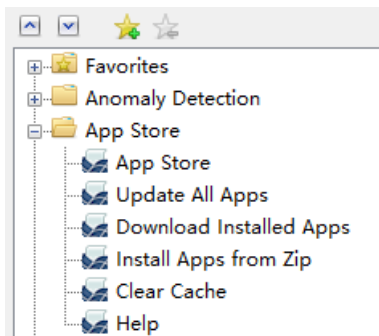 Favorites
Anomaly Detection
App Store
App Store
Update All Apps
Download Installed Apps
Install Apps from Zip
Clear Cache
Help